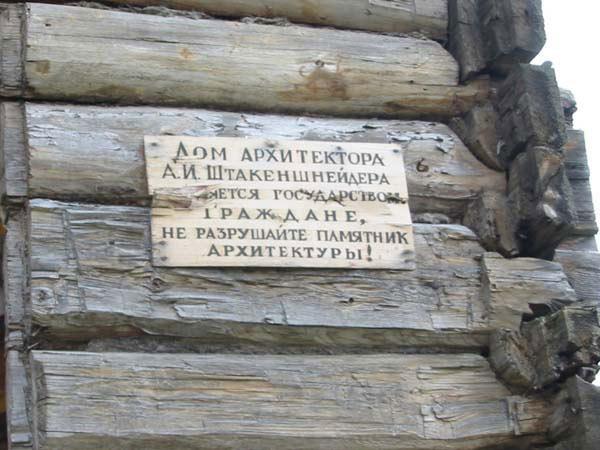 Дом архитектора
А.И. Штакеншнейдера
государством
Граждане,
не разрушайте памятник
архитектуры!